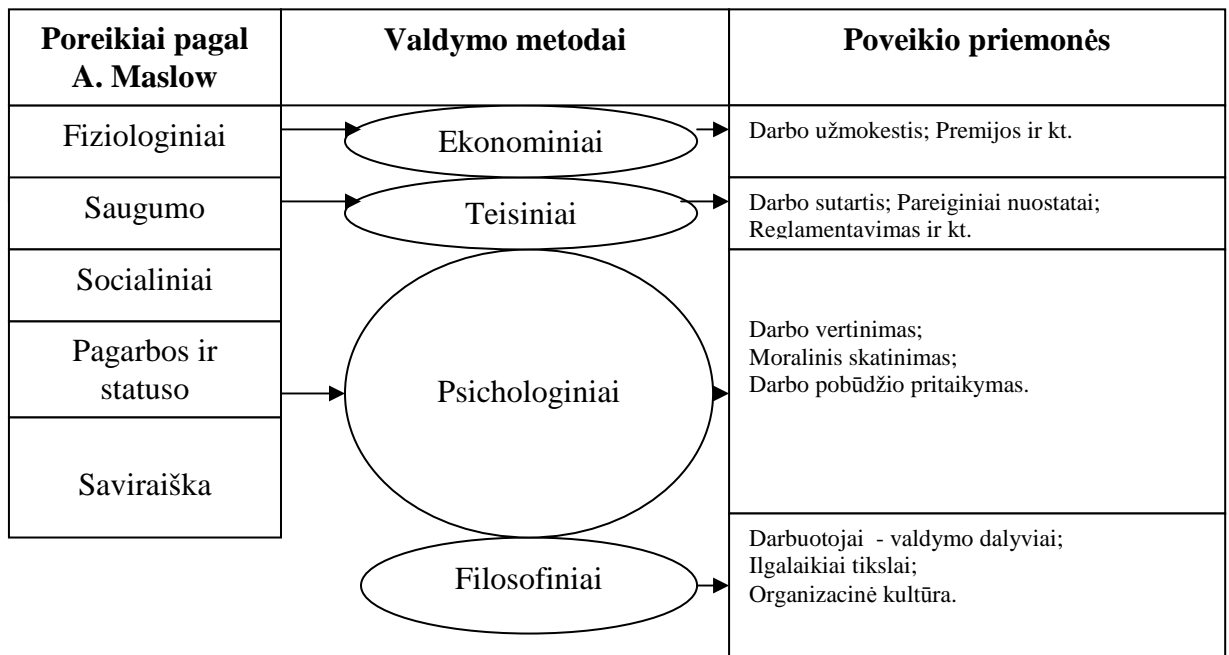 Poreikiai pagal
A. Maslow
Valdymo metodai
Poveikio priemonės
Fiziologiniai
Ekonominiai
Darbo užmokestis; Premijos ir kt.
Saugumo
Teisiniai
Darbo sutartis; Pareiginiai nuostatai;
Reglamentavimas ir kt.
Socialiniai
Pagarbos ir
statuso
Saviraiška
Psichologiniai
Darbo vertinimas;
Moralinis skatinimas;
Darbo pobūdžio pritaikymas.
Filosofiniai
Darbuotojai - valdymo dalyviai;
Ilgalaikiai tikslai;
Organizacinė kultūra.